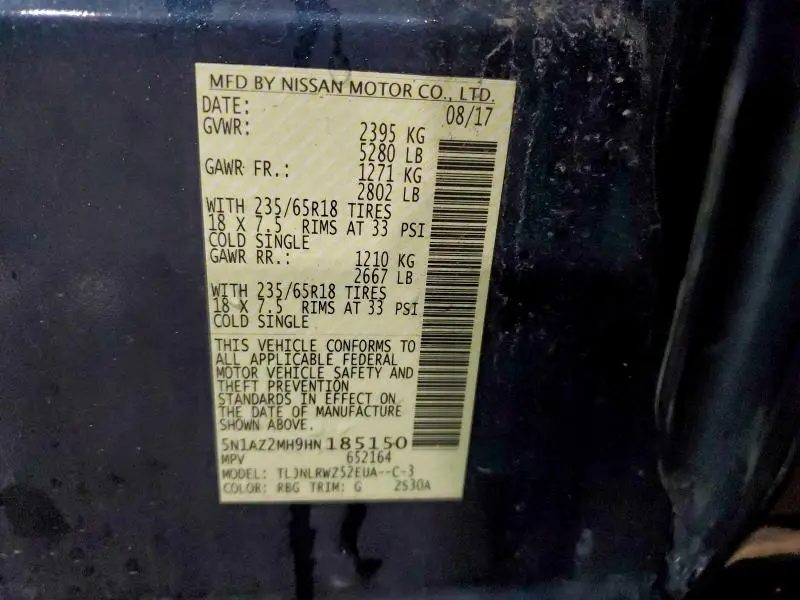 MFD BY NISSAN MOTOR CO., LTD.
DATE: 08/17
GVWR: 2395 KG
5280 LB
GAWR FR.: 1271 KG
2802 LB
WITH 235/65R18 TIRES
18 X 7.5 RIMS AT 33 PSI
COLD SINGLE
GAWR RR.: 1210 KG
2667 LB
WITH 235/65R18 TIRES
18 X 7.5 RIMS AT 33 PSI
COLD SINGLE
THIS VEHICLE CONFORMS TO
ALL APPLICABLE FEDERAL
MOTOR VEHICLE SAFETY AND
THEFT PREVENTION
STANDARDS IN EFFECT ON
THE DATE OF MANUFACTURE
SHOWN ABOVE.
5N1AZ2MH9HN 185150
MPV 652164
MODEL: TLJNLRWZ52EUA--C-3
COLOR: RBG TRIM: G 2S30A